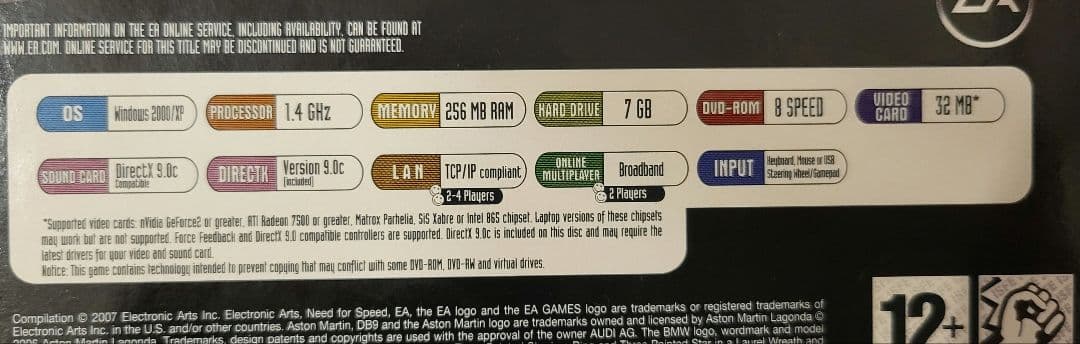 IMPORTANT INFORMATION ON THE EA ONLINE SERVICE, INCLUDING AVAILABILITY, CAN BE FOUND AT
WWW.EA.COM. ONLINE SERVICE FOR THIS TITLE MAY BE DISCONTINUED AND IS NOT GUARANTEED.
EA
OS Windows 2000/XP PROCESSOR 1.4 GHz MEMORY 256 MB RAM HARD DRIVE 7 GB DVD-ROM 8 SPEED VIDEO CARD 32 MB*
SOUND CARD DirectX 9.0c Compatible DIRECTX Version 9.0c (included) LAN TCP/IP compliant ONLINE MULTIPLAYER Broadband INPUT Keyboard, Mouse or USB Steering Wheel/Gamepad
2-4 Players 2 Players
*Supported video cards: nVidia GeForce2 or greater, ATI Radeon 7500 or greater, Matrox Parhelia, SiS Xabre or Intel 865 chipset. Laptop versions of these chipsets
may work but are not supported. Force Feedback and DirectX 9.0 compatible controllers are supported. DirectX 9.0c is included on this disc and may require the
latest drivers for your video and sound card.
Notice: This game contains technology intended to prevent copying that may conflict with some DVD-ROM, DVD-RW and virtual drives.
Compilation © 2007 Electronic Arts Inc. Electronic Arts, Need for Speed, EA, the EA logo and the EA GAMES logo are trademarks or registered trademarks of
Electronic Arts Inc. in the U.S. and/or other countries. Aston Martin, DB9 and the Aston Martin logo are trademarks owned and licensed by Aston Martin Lagonda ©
2006 Aston Martin Lagonda. Trademarks, design patents and copyrights are used with the approval of the owner AUDI AG. The BMW logo, wordmark and model
Three Pointed Star in a Laurel Wreath and
12+